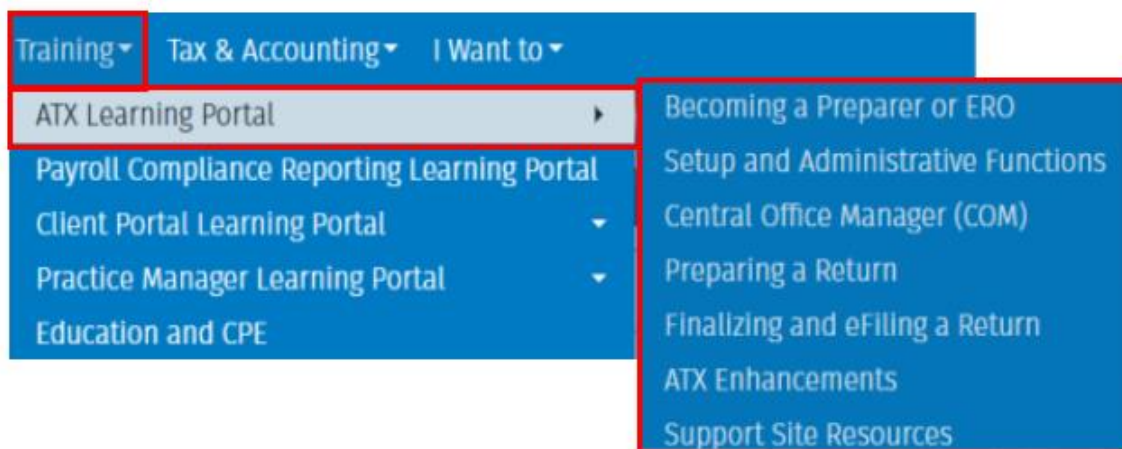 Training Tax & Accounting I Want to
ATX Learning Portal
Payroll Compliance Reporting Learning Portal
Client Portal Learning Portal
Practice Manager Learning Portal
Education and CPE
Becoming a Preparer or ERO
Setup and Administrative Functions
Central Office Manager (COM)
Preparing a Return
Finalizing and eFiling a Return
ATX Enhancements
Support Site Resources